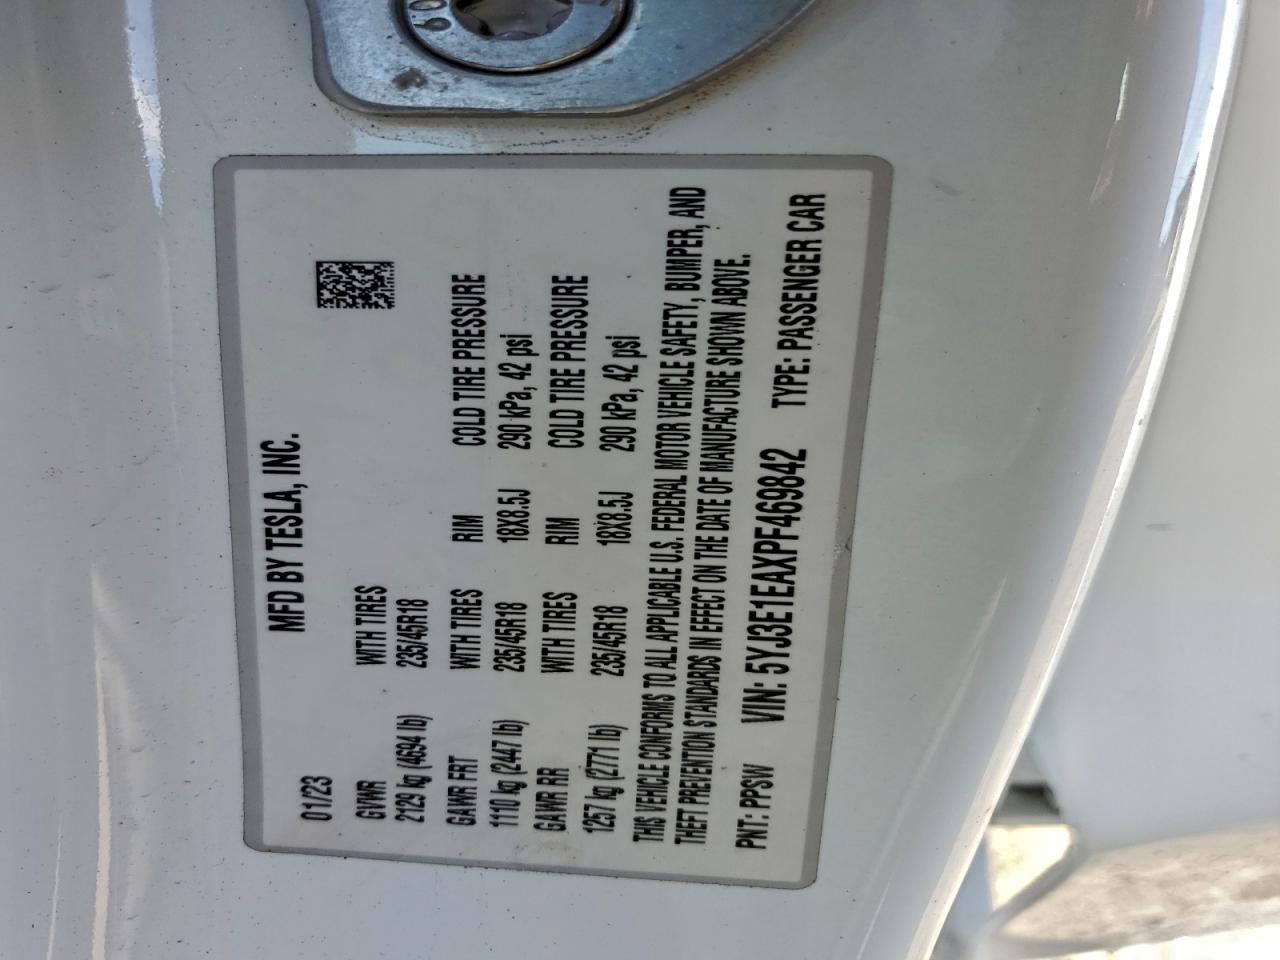 MFD BY TESLA, INC.
01/23
GVWR WITH TIRES
2129 kg (4694 lb) 235/45R18
GAWR FRT WITH TIRES RIM COLD TIRE PRESSURE
1110 kg (2447 lb) 235/45R18 18X8.5J 290 kPa, 42 psi
GAWR RR WITH TIRES RIM COLD TIRE PRESSURE
1257 kg (2771 lb) 235/45R18 18X8.5J 290 kPa, 42 psi
THIS VEHICLE CONFORMS TO ALL APPLICABLE U.S. FEDERAL MOTOR VEHICLE SAFETY, BUMPER, AND
THEFT PREVENTION STANDARDS IN EFFECT ON THE DATE OF MANUFACTURE SHOWN ABOVE.
PNT: PPSW VIN: 5YJ3E1EAXPF469842 TYPE: PASSENGER CAR